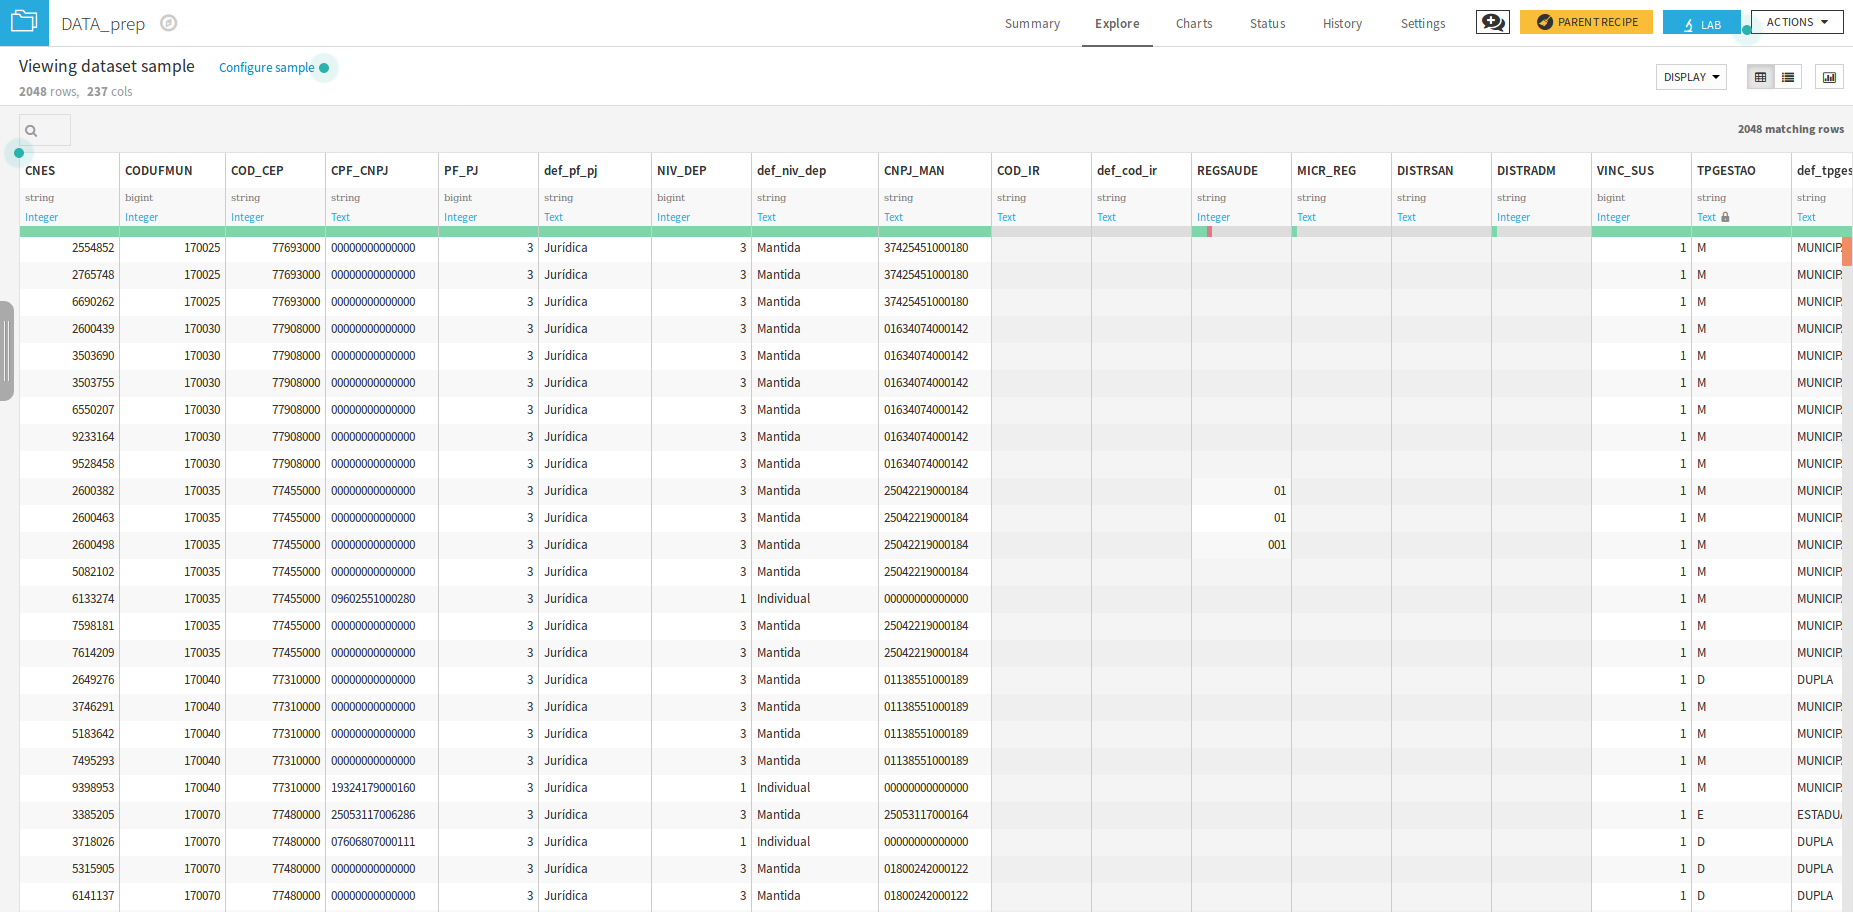 DATA_prep Summary Explore Charts Status History Settings PARENT RECIPE LAB ACTIONS
Viewing dataset sample Configure sample DISPLAY
2048 rows, 237 cols
2048 matching rows
CNES CODUFMUN COD_CEP CPF_CNPJ PF_PJ def_pf_pj NIV_DEP def_niv_dep CNPJ_MAN COD_IR def_cod_ir REGSAUDE MICR_REG DISTRSAN DISTRADM VINC_SUS TPGESTAO def_tpges
string bigint string string bigint string bigint string string string string string string string string bigint string string
Integer Integer Integer Text Integer Text Integer Text Text Text Text Integer Text Text Integer Integer Text Text
2554852 170025 77693000 00000000000000 3 Jurídica 3 Mantida 37425451000180 1 M MUNICIP
2765748 170025 77693000 00000000000000 3 Jurídica 3 Mantida 37425451000180 1 M MUNICIP
6690262 170025 77693000 00000000000000 3 Jurídica 3 Mantida 37425451000180 1 M MUNICIP
2600439 170030 77908000 00000000000000 3 Jurídica 3 Mantida 01634074000142 1 M MUNICIP
3503690 170030 77908000 00000000000000 3 Jurídica 3 Mantida 01634074000142 1 M MUNICIP
3503755 170030 77908000 00000000000000 3 Jurídica 3 Mantida 01634074000142 1 M MUNICIP
6550207 170030 77908000 00000000000000 3 Jurídica 3 Mantida 01634074000142 1 M MUNICIP
9233164 170030 77908000 00000000000000 3 Jurídica 3 Mantida 01634074000142 1 M MUNICIP
9528458 170030 77908000 00000000000000 3 Jurídica 3 Mantida 01634074000142 1 M MUNICIP
2600382 170035 77455000 00000000000000 3 Jurídica 3 Mantida 25042219000184 01 1 M MUNICIP
2600463 170035 77455000 00000000000000 3 Jurídica 3 Mantida 25042219000184 01 1 M MUNICIP
2600498 170035 77455000 00000000000000 3 Jurídica 3 Mantida 25042219000184 001 1 M MUNICIP
5082102 170035 77455000 00000000000000 3 Jurídica 3 Mantida 25042219000184 1 M MUNICIP
6133274 170035 77455000 09602551000280 3 Jurídica 1 Individual 00000000000000 1 M MUNICIP
7598181 170035 77455000 00000000000000 3 Jurídica 3 Mantida 25042219000184 1 M MUNICIP
7614209 170035 77455000 00000000000000 3 Jurídica 3 Mantida 25042219000184 1 M MUNICIP
2649276 170040 77310000 00000000000000 3 Jurídica 3 Mantida 01138551000189 1 D DUPLA
3746291 170040 77310000 00000000000000 3 Jurídica 3 Mantida 01138551000189 1 M MUNICIP
5183642 170040 77310000 00000000000000 3 Jurídica 3 Mantida 01138551000189 1 M MUNICIP
7495293 170040 77310000 00000000000000 3 Jurídica 3 Mantida 01138551000189 1 M MUNICIP
9398953 170040 77310000 19324179000160 3 Jurídica 1 Individual 00000000000000 1 M MUNICIP
3385205 170070 77480000 25053117006286 3 Jurídica 3 Mantida 25053117000164 1 E ESTADUA
3718026 170070 77480000 07606807000111 3 Jurídica 1 Individual 00000000000000 1 D DUPLA
5315905 170070 77480000 00000000000000 3 Jurídica 3 Mantida 01800242000122 1 D DUPLA
6141137 170070 77480000 00000000000000 3 Jurídica 3 Mantida 01800242000122 1 D DUPLA